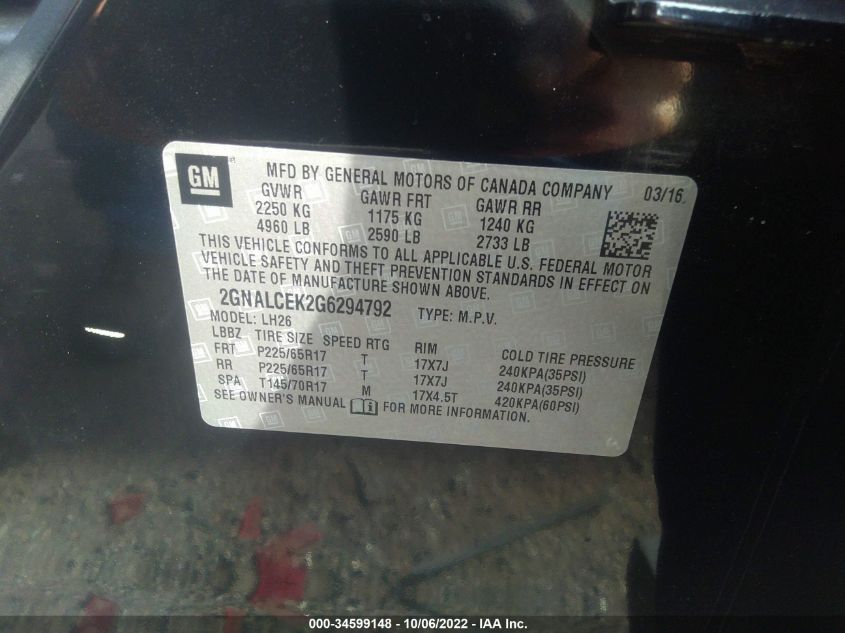 GM
MFD BY GENERAL MOTORS OF CANADA COMPANY 03/16
GVWR GAWR FRT GAWR RR
2250 KG 1175 KG 1240 KG
4960 LB 2590 LB 2733 LB
THIS VEHICLE CONFORMS TO ALL APPLICABLE U.S. FEDERAL MOTOR
VEHICLE SAFETY AND THEFT PREVENTION STANDARDS IN EFFECT ON
THE DATE OF MANUFACTURE SHOWN ABOVE.
2GNALCEK2G6294792 TYPE: M.P.V.
MODEL: LH26
LBBZ TIRE SIZE SPEED RTG RIM COLD TIRE PRESSURE
FRT P225/65R17 T 17X7J 240KPA(35PSI)
RR P225/65R17 T 17X7J 240KPA(35PSI)
SPA T145/70R17 M 17X4.5T 420KPA(60PSI)
SEE OWNER'S MANUAL FOR MORE INFORMATION.
000-34599148 - 10/06/2022 - IAA Inc.